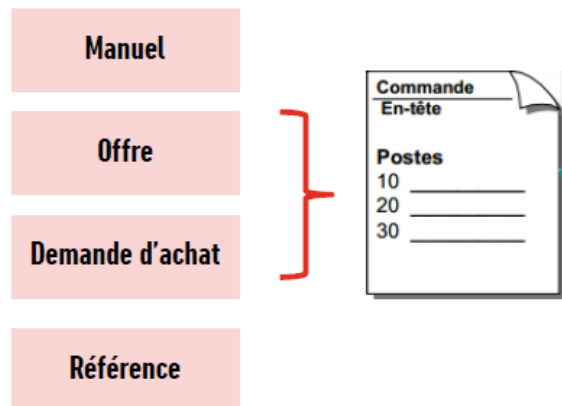 Manuel
Offre
Demande d'achat
Référence
Commande
En-tête
Postes
10
20
30